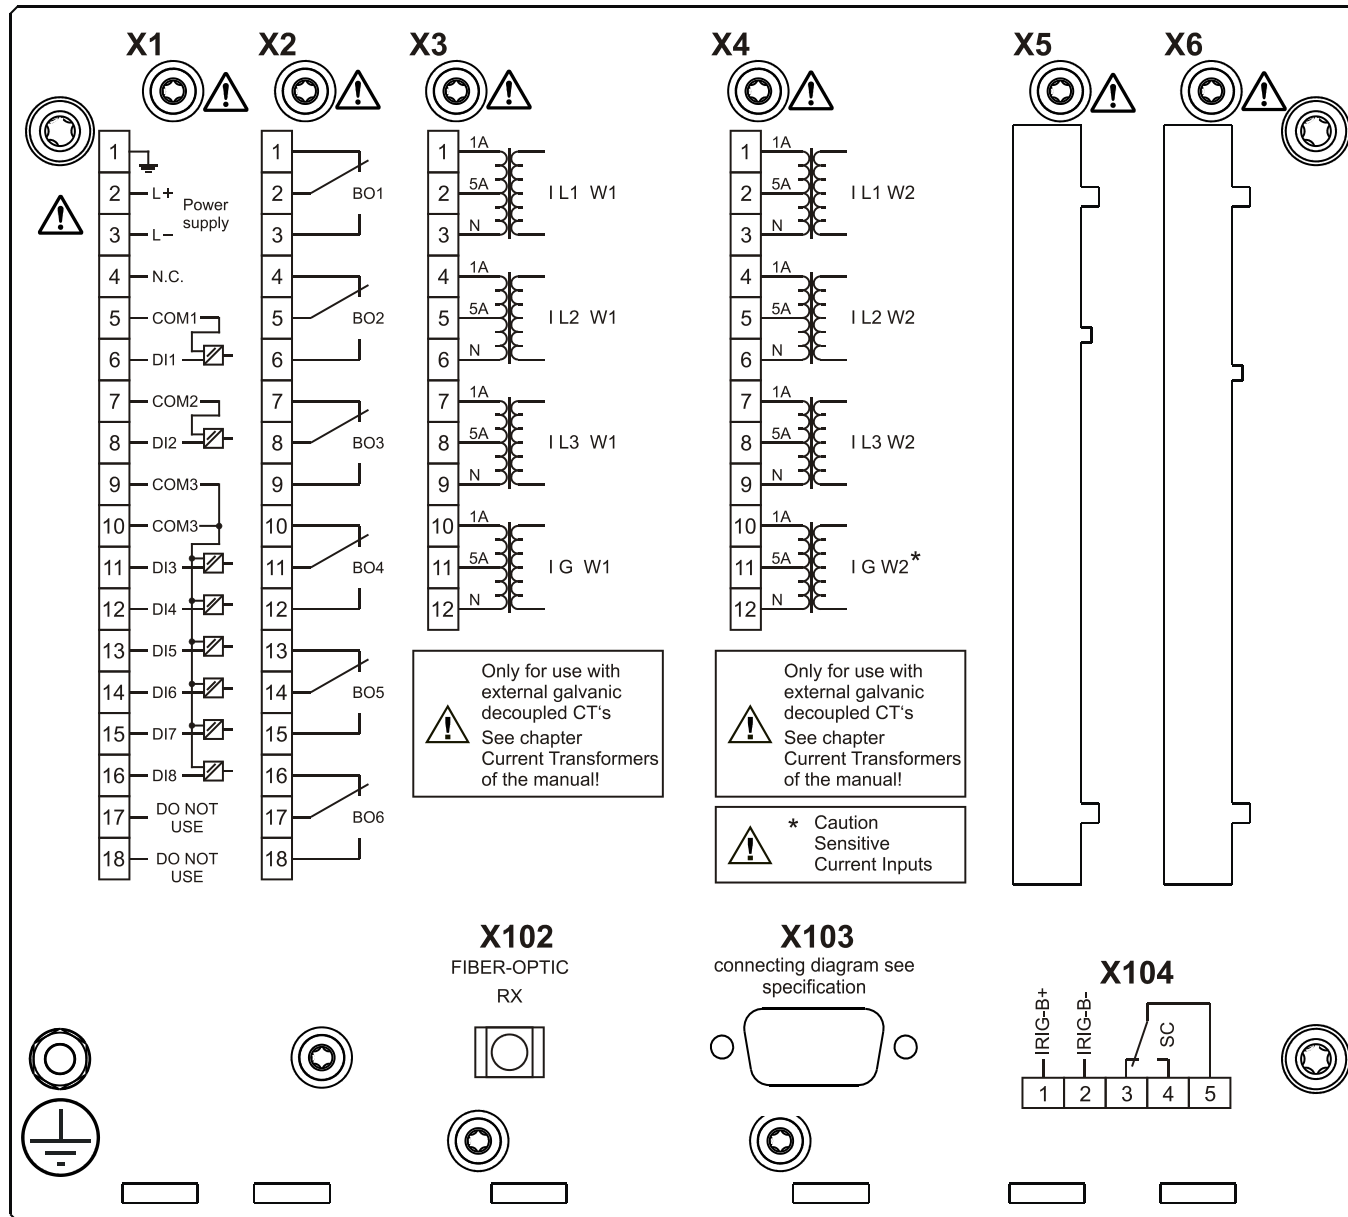 X1
X2
X3
X4
X5
X6
1
2 L+
Power
supply
3 L−
4 N.C.
5 COM1
6 DI1
7 COM2
8 DI2
9 COM3
10 COM3
11 DI3
12 DI4
13 DI5
14 DI6
15 DI7
16 DI8
17 DO NOT
USE
18 DO NOT
USE
1
2 BO1
3
4
5 BO2
6
7
8 BO3
9
10
11 BO4
12
13
14 BO5
15
16
17 BO6
18
1 1A
2 5A I L1 W1
3 N
4 1A
5 5A I L2 W1
6 N
7 1A
8 5A I L3 W1
9 N
10 1A
11 5A I G W1
12 N
Only for use with
external galvanic
decoupled CT‘s
See chapter
Current Transformers
of the manual!
1 1A
2 5A I L1 W2
3 N
4 1A
5 5A I L2 W2
6 N
7 1A
8 5A I L3 W2
9 N
10 1A
11 5A I G W2*
12 N
Only for use with
external galvanic
decoupled CT‘s
See chapter
Current Transformers
of the manual!
* Caution
Sensitive
Current Inputs
X102
FIBER-OPTIC
RX
X103
connecting diagram see
specification
X104
IRIG-B+
IRIG-B-
SC
1 2 3 4 5